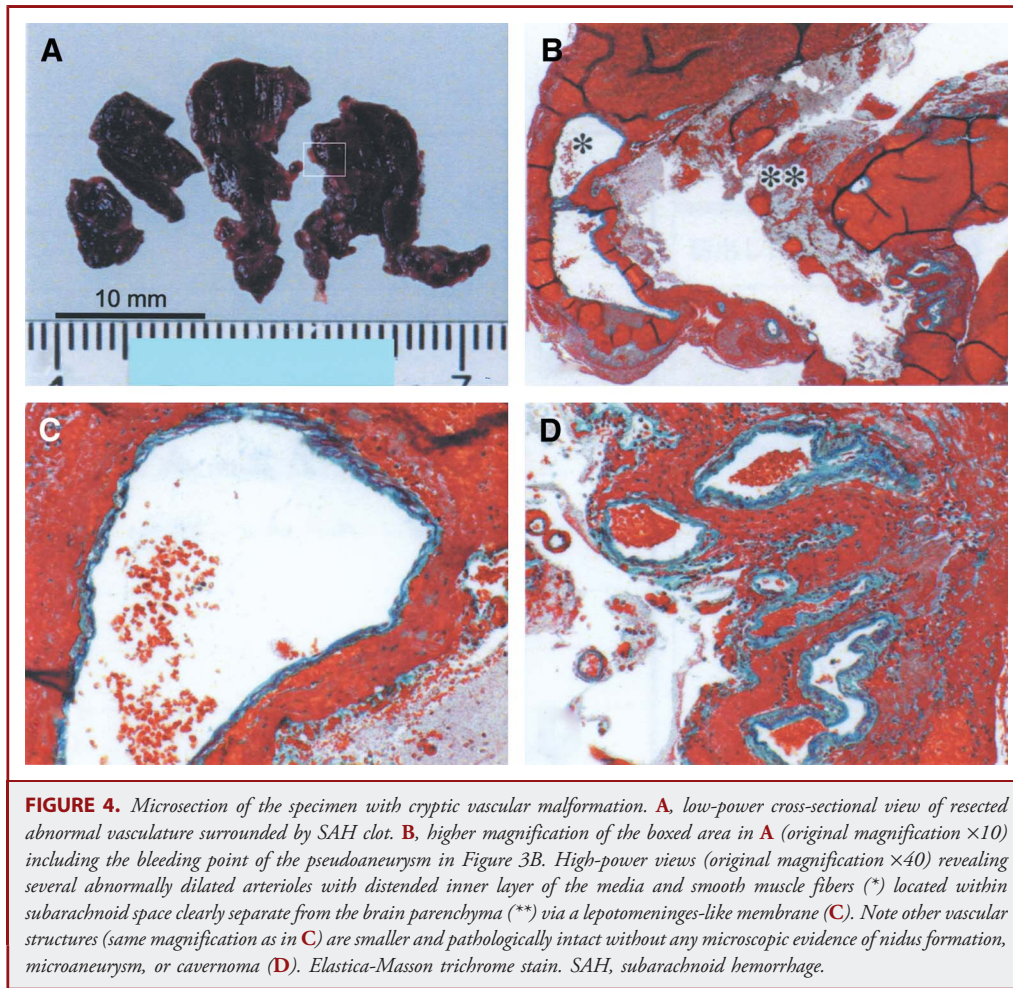 A
10 mm
4
7
B
*
**
C
D
FIGURE 4. Microsection of the specimen with cryptic vascular malformation. A, low-power cross-sectional view of resected
abnormal vasculature surrounded by SAH clot. B, higher magnification of the boxed area in A (original magnification ×10)
including the bleeding point of the pseudoaneurysm in Figure 3B. High-power views (original magnification ×40) revealing
several abnormally dilated arterioles with distended inner layer of the media and smooth muscle fibers (*) located within
subarachnoid space clearly separate from the brain parenchyma (**) via a lepotomeninges-like membrane (C). Note other vascular
structures (same magnification as in C) are smaller and pathologically intact without any microscopic evidence of nidus formation,
microaneurysm, or cavernoma (D). Elastica-Masson trichrome stain. SAH, subarachnoid hemorrhage.